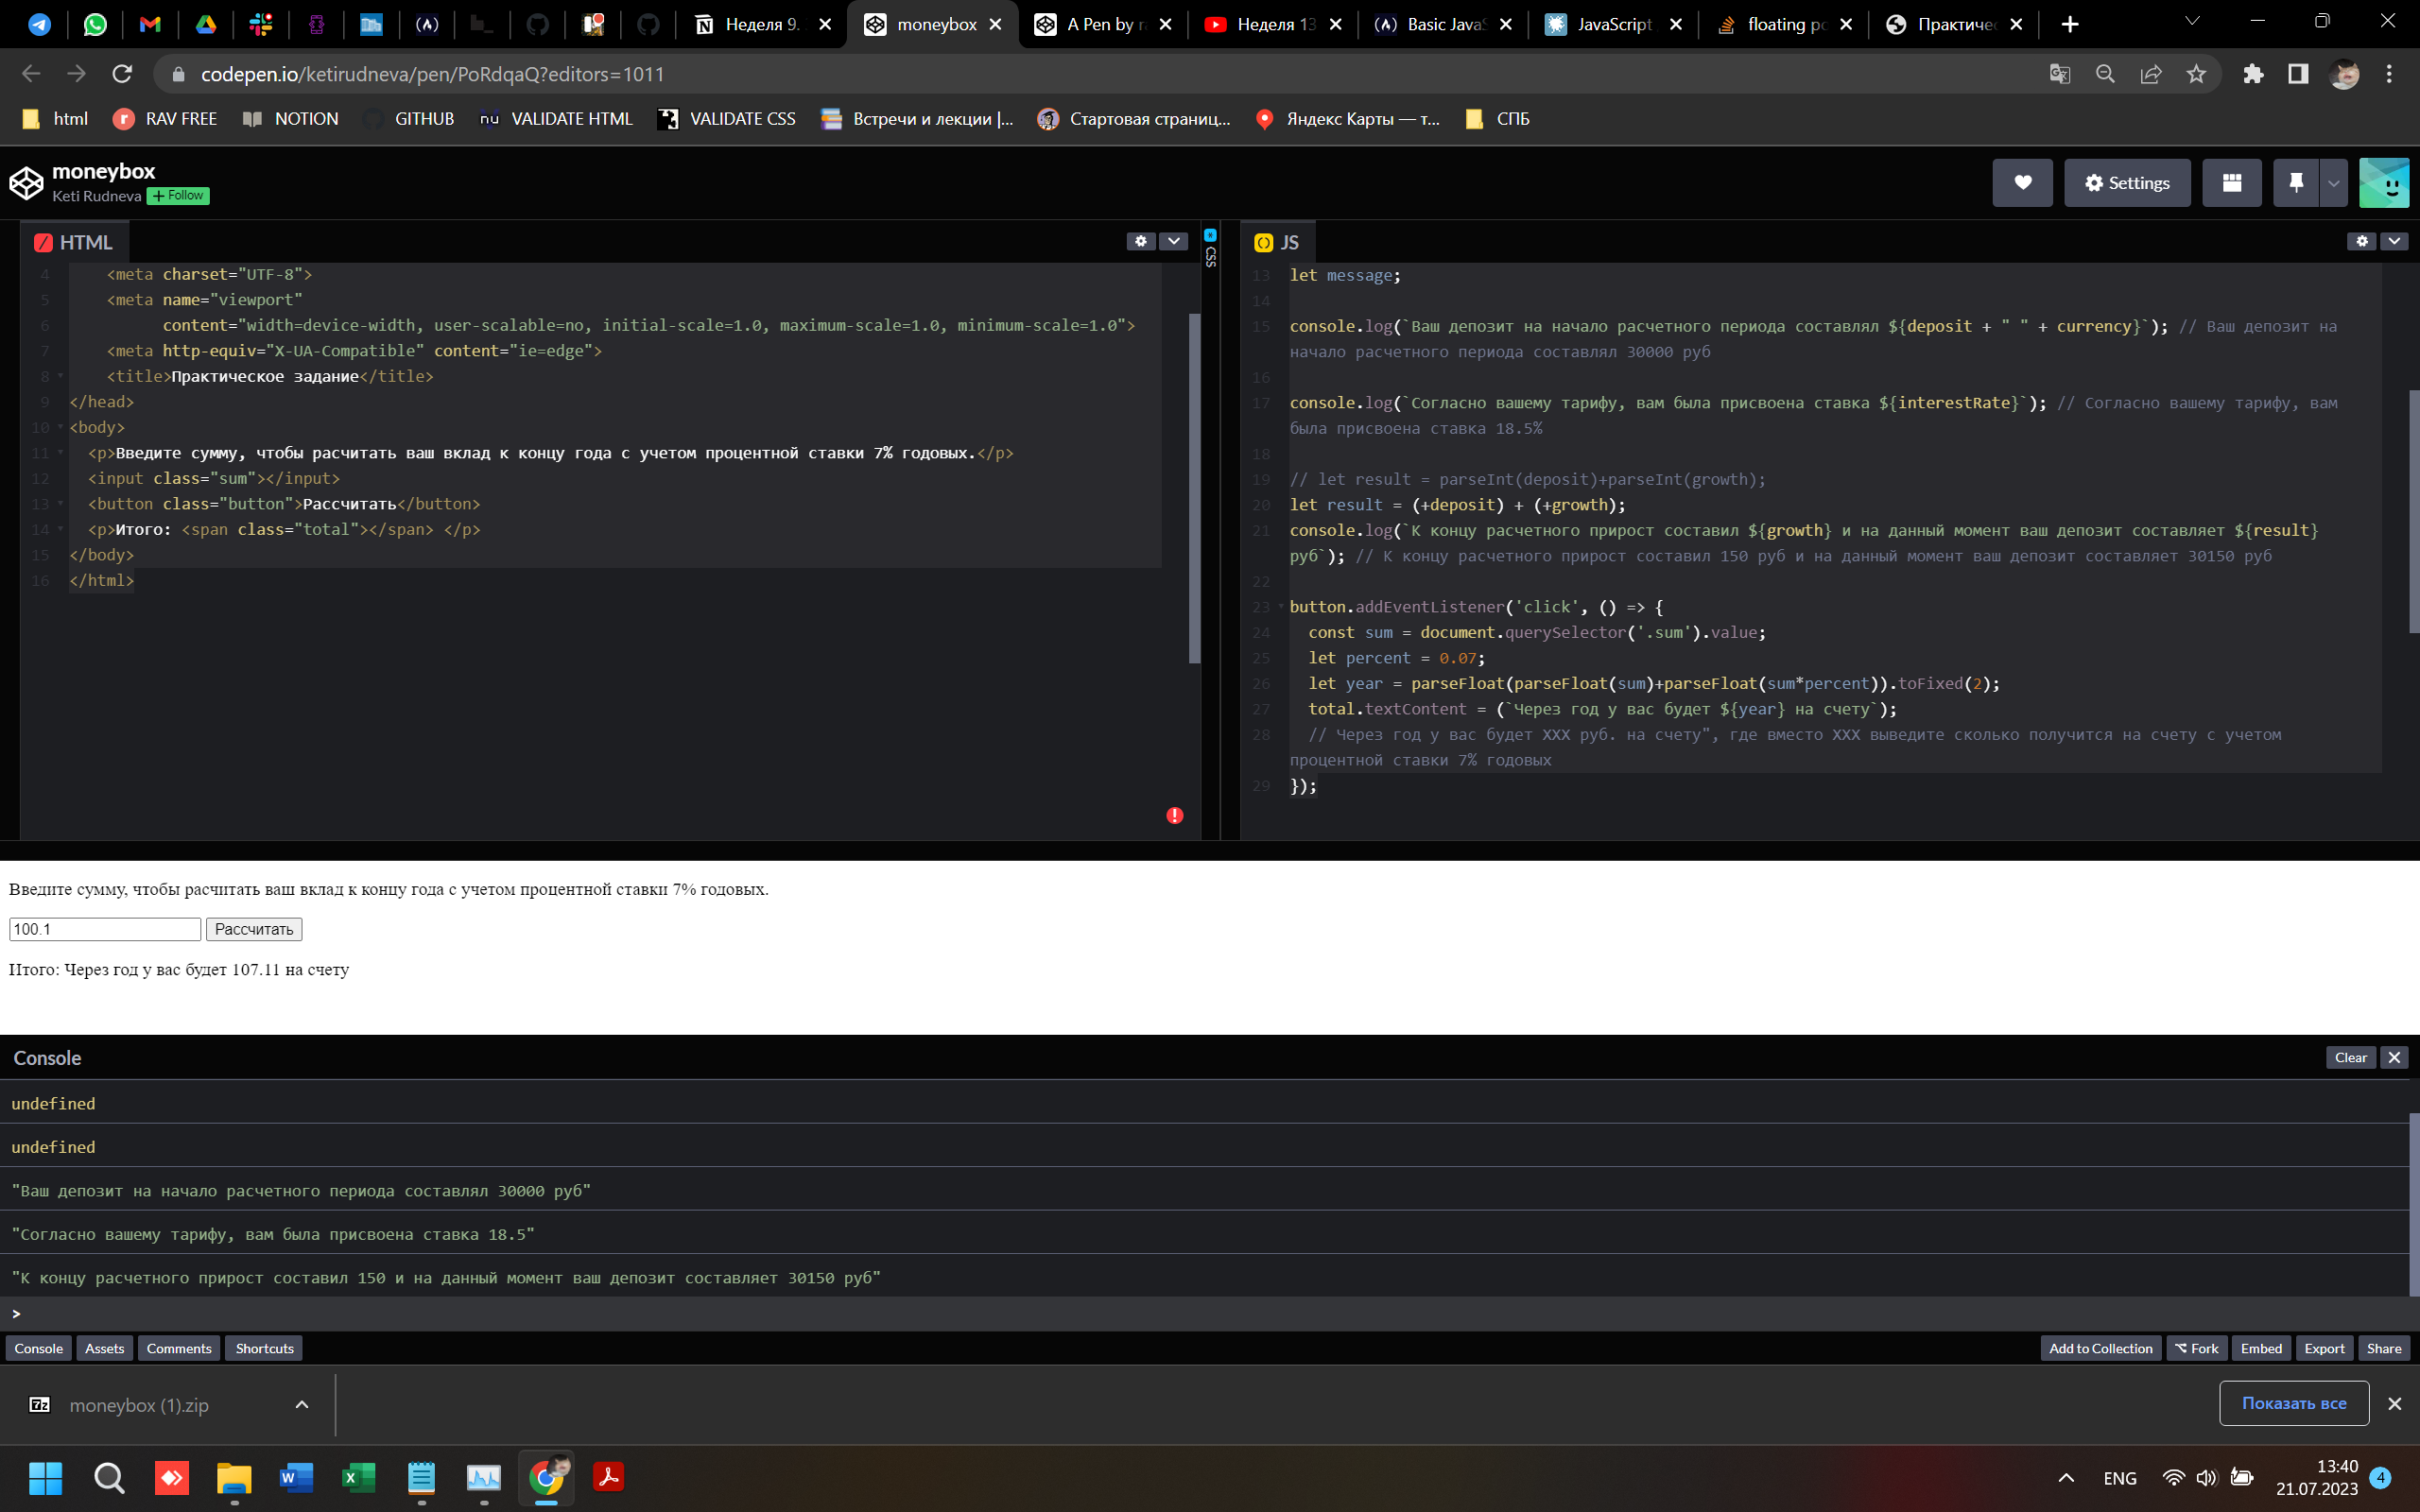 Неделя 9.
moneybox
A Pen by
Неделя 13
Basic Java
JavaScript
floating po
Практичес
codepen.io/ketirudneva/pen/PoRdqaQ?editors=1011
html
RAV FREE
NOTION
GITHUB
nu VALIDATE HTML
VALIDATE CSS
Встречи и лекции |...
Стартовая страниц...
Яндекс Карты — т...
СПБ
moneybox
Keti Rudneva + Follow
Settings
HTML
4 <meta charset="UTF-8">
5 <meta name="viewport"
6 content="width=device-width, user-scalable=no, initial-scale=1.0, maximum-scale=1.0, minimum-scale=1.0">
7 <meta http-equiv="X-UA-Compatible" content="ie=edge">
8 <title>Практическое задание</title>
9 </head>
10 <body>
11 <p>Введите сумму, чтобы расчитать ваш вклад к концу года с учетом процентной ставки 7% годовых.</p>
12 <input class="sum"></input>
13 <button class="button">Рассчитать</button>
14 <p>Итого: <span class="total"></span> </p>
15 </body>
16 </html>
CSS
JS
13 let message;
14
15 console.log(`Ваш депозит на начало расчетного периода составлял ${deposit + " " + currency}`); // Ваш депозит на
начало расчетного периода составлял 30000 руб
16
17 console.log(`Согласно вашему тарифу, вам была присвоена ставка ${interestRate}`); // Согласно вашему тарифу, вам
была присвоена ставка 18.5%
18
19 // let result = parseInt(deposit)+parseInt(growth);
20 let result = (+deposit) + (+growth);
21 console.log(`К концу расчетного прирост составил ${growth} и на данный момент ваш депозит составляет ${result}
руб`); // К концу расчетного прирост составил 150 руб и на данный момент ваш депозит составляет 30150 руб
22
23 button.addEventListener('click', () => {
24 const sum = document.querySelector('.sum').value;
25 let percent = 0.07;
26 let year = parseFloat(parseFloat(sum)+parseFloat(sum*percent)).toFixed(2);
27 total.textContent = (`Через год у вас будет ${year} на счету`);
28 // Через год у вас будет XXX руб. на счету", где вместо XXX выведите сколько получится на счету с учетом
процентной ставки 7% годовых
29 });
Введите сумму, чтобы расчитать ваш вклад к концу года с учетом процентной ставки 7% годовых.
100.1 Рассчитать
Итого: Через год у вас будет 107.11 на счету
Console
Clear
undefined
undefined
"Ваш депозит на начало расчетного периода составлял 30000 руб"
"Согласно вашему тарифу, вам была присвоена ставка 18.5"
"К концу расчетного прирост составил 150 и на данный момент ваш депозит составляет 30150 руб"
>
Console Assets Comments Shortcuts
Add to Collection Fork Embed Export Share
moneybox (1).zip
Показать все
ENG
13:40
21.07.2023
4